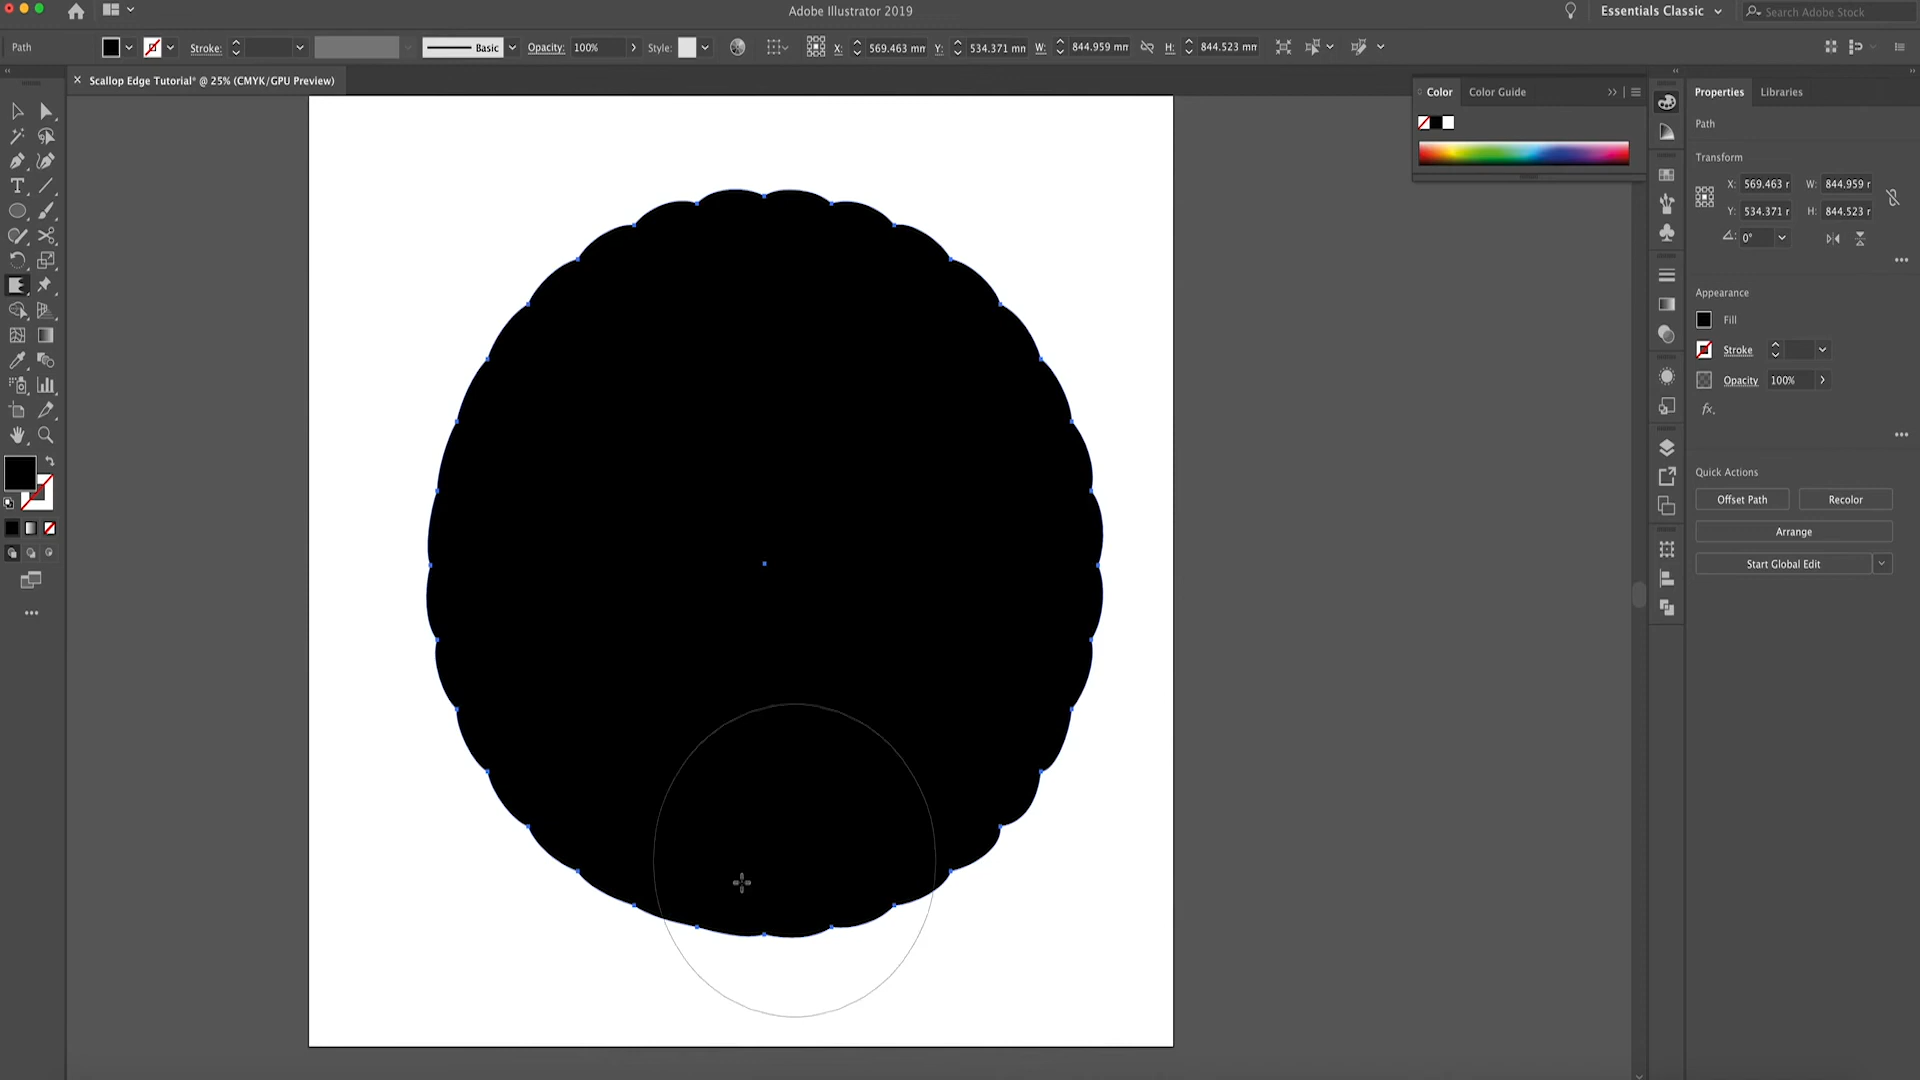 Adobe Illustrator 2019
Essentials Classic
Search Adobe Stock
Path
Stroke:
Basic
Opacity:
100%
Style:
X:
569.463 mm
Y:
534.371 mm
W:
844.959 mm
H:
844.523 mm
Scallop Edge Tutorial* @ 25% (CMYK/GPU Preview)
Color
Color Guide
Properties
Libraries
Path
Transform
X: 569.463 r
W: 844.959 r
Y: 534.371 r
H: 844.523 r
0°
Appearance
Fill
Stroke
Opacity 100%
fx.
Quick Actions
Offset Path
Recolor
Arrange
Start Global Edit